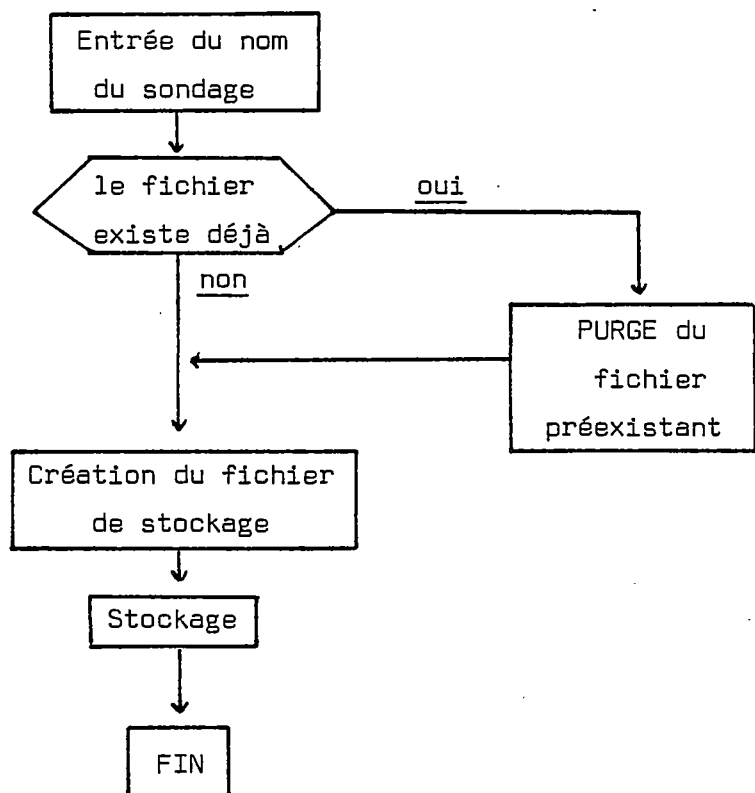 Entrée du nom
du sondage
le fichier
existe déjà
oui
non
PURGE du
fichier
préexistant
Création du fichier
de stockage
Stockage
FIN